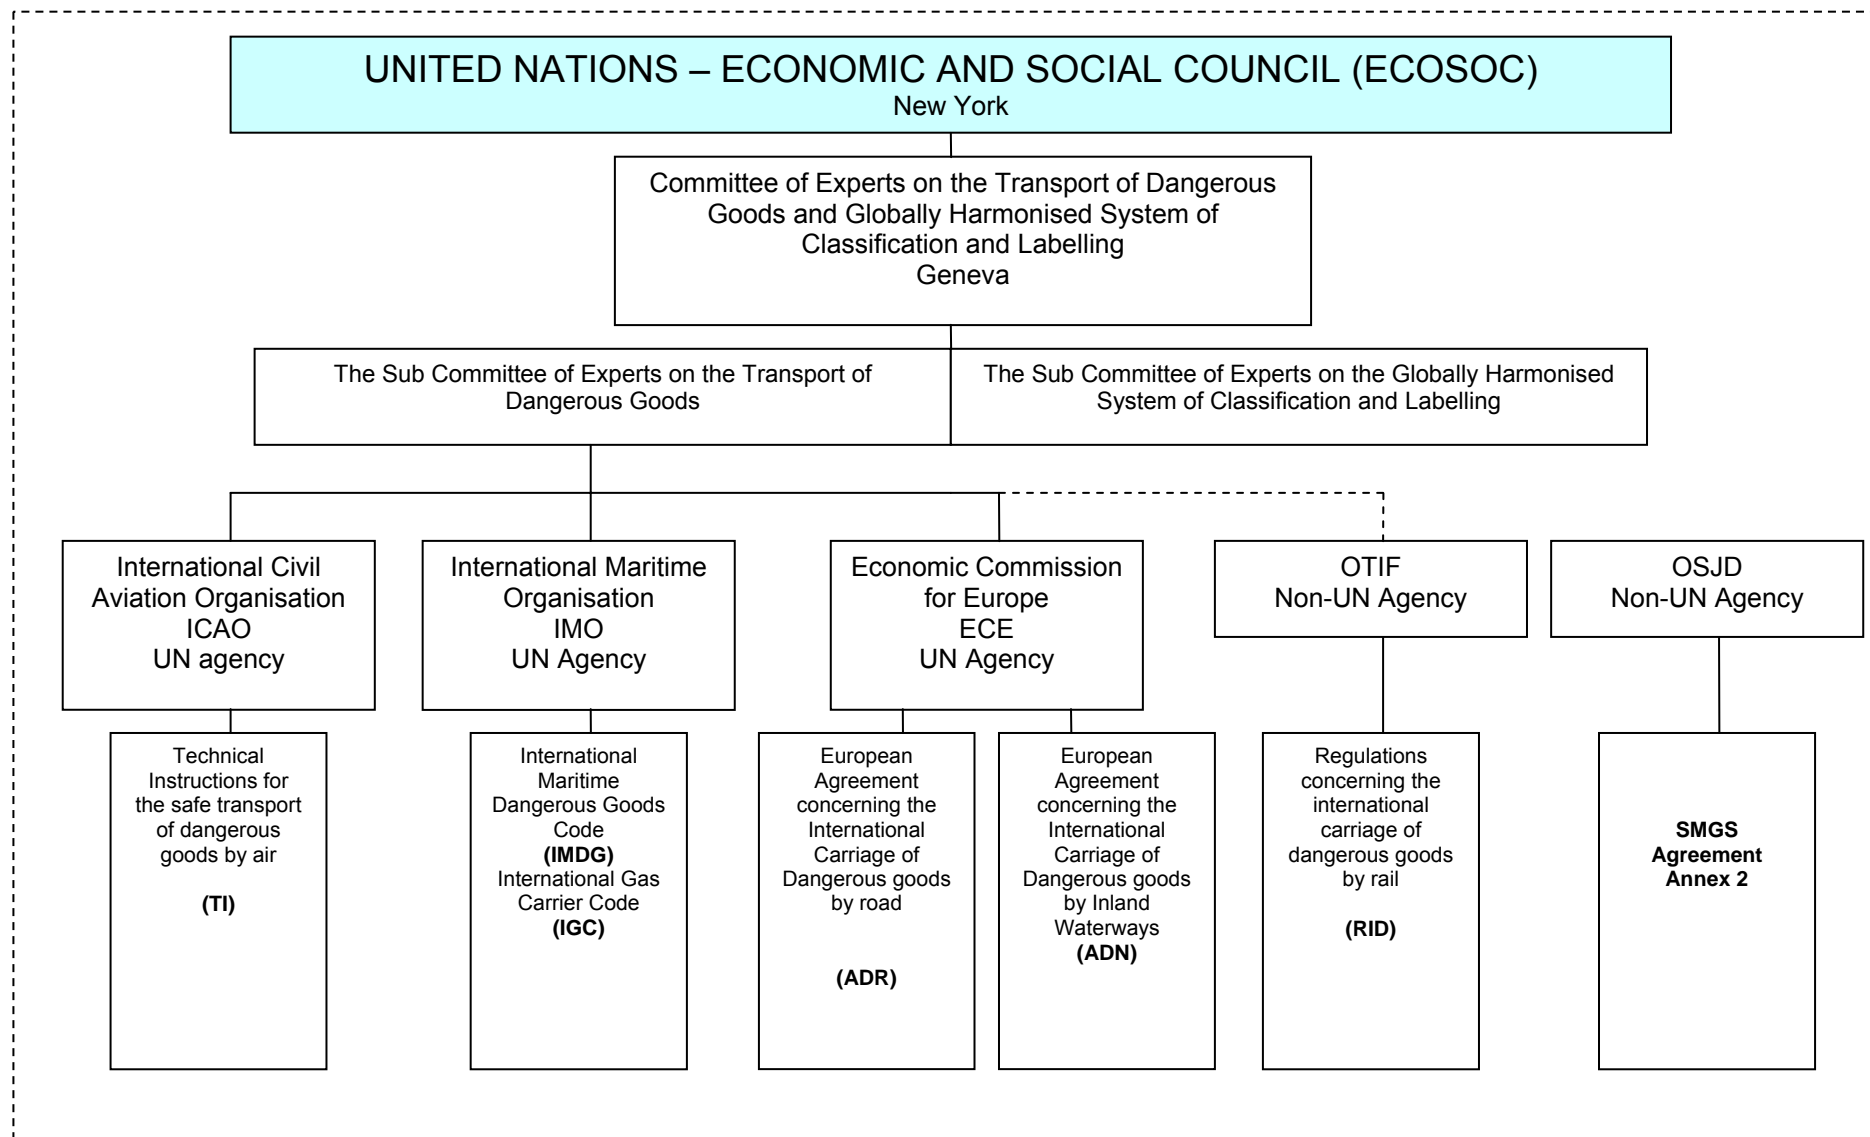 UNITED NATIONS – ECONOMIC AND SOCIAL COUNCIL (ECOSOC)
New York
Committee of Experts on the Transport of Dangerous
Goods and Globally Harmonised System of
Classification and Labelling
Geneva
The Sub Committee of Experts on the Transport of
Dangerous Goods
The Sub Committee of Experts on the Globally Harmonised
System of Classification and Labelling
International Civil
Aviation Organisation
ICAO
UN agency
International Maritime
Organisation
IMO
UN Agency
Economic Commission
for Europe
ECE
UN Agency
OTIF
Non-UN Agency
OSJD
Non-UN Agency
Technical
Instructions for
the safe transport
of dangerous
goods by air
(TI)
International
Maritime
Dangerous Goods
Code
(IMDG)
International Gas
Carrier Code
(IGC)
European
Agreement
concerning the
International
Carriage of
Dangerous goods
by road
(ADR)
European
Agreement
concerning the
International
Carriage of
Dangerous goods
by Inland
Waterways
(ADN)
Regulations
concerning the
international
carriage of
dangerous goods
by rail
(RID)
SMGS
Agreement
Annex 2